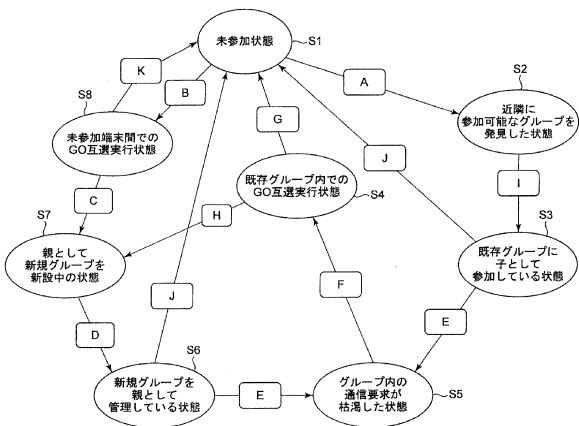 未参加状態
S1
K
B
A
S8
S2
未参加端末間での
GO互選実行状態
近隣に
参加可能なグループを
発見した状態
G
J
C
既存グループ内での
GO互選実行状態
S4
I
S7
H
S3
親として
新規グループを
新設中の状態
既存グループに
子として
参加している状態
J
F
D
E
S6
新規グループを
親として
管理している状態
E
グループ内の
通信要求が
枯渇した状態
S5